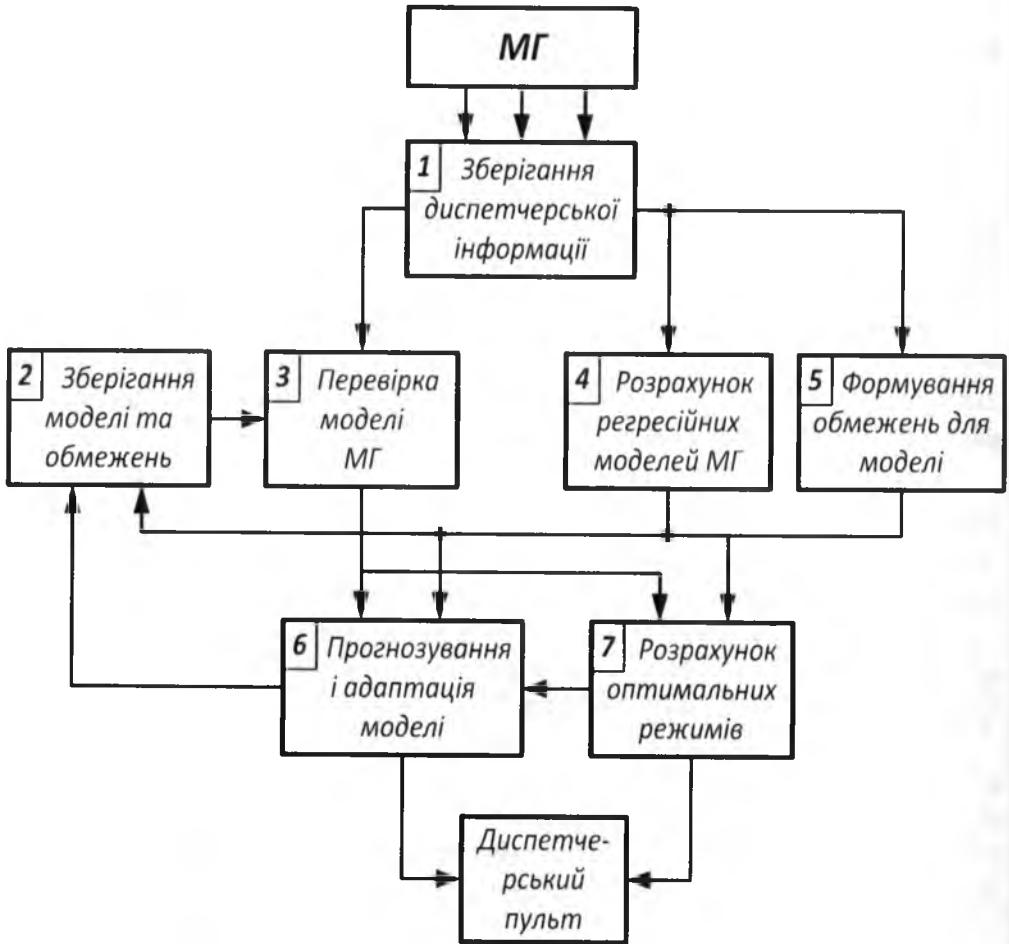 МГ
1 Зберігання
диспетчерської
інформації
2 Зберігання
моделі та
обмежень
3 Перевірка
моделі
МГ
4 Розрахунок
регресійних
моделей МГ
5 Формування
обмежень для
моделі
6 Прогнозування
і адаптація
моделі
7 Розрахунок
оптимальних
режимів
Диспетче-
рський
пульт